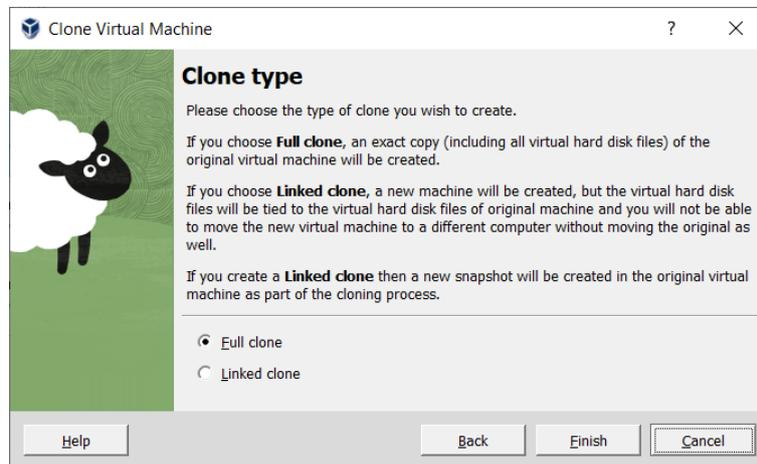 Clone Virtual Machine
?
Clone type
Please choose the type of clone you wish to create.
If you choose Full clone, an exact copy (including all virtual hard disk files) of the
original virtual machine will be created.
If you choose Linked clone, a new machine will be created, but the virtual hard disk
files will be tied to the virtual hard disk files of original machine and you will not be able
to move the new virtual machine to a different computer without moving the original as
well.
If you create a Linked clone then a new snapshot will be created in the original virtual
machine as part of the cloning process.
Full clone
Linked clone
Help
Back
Finish
Cancel